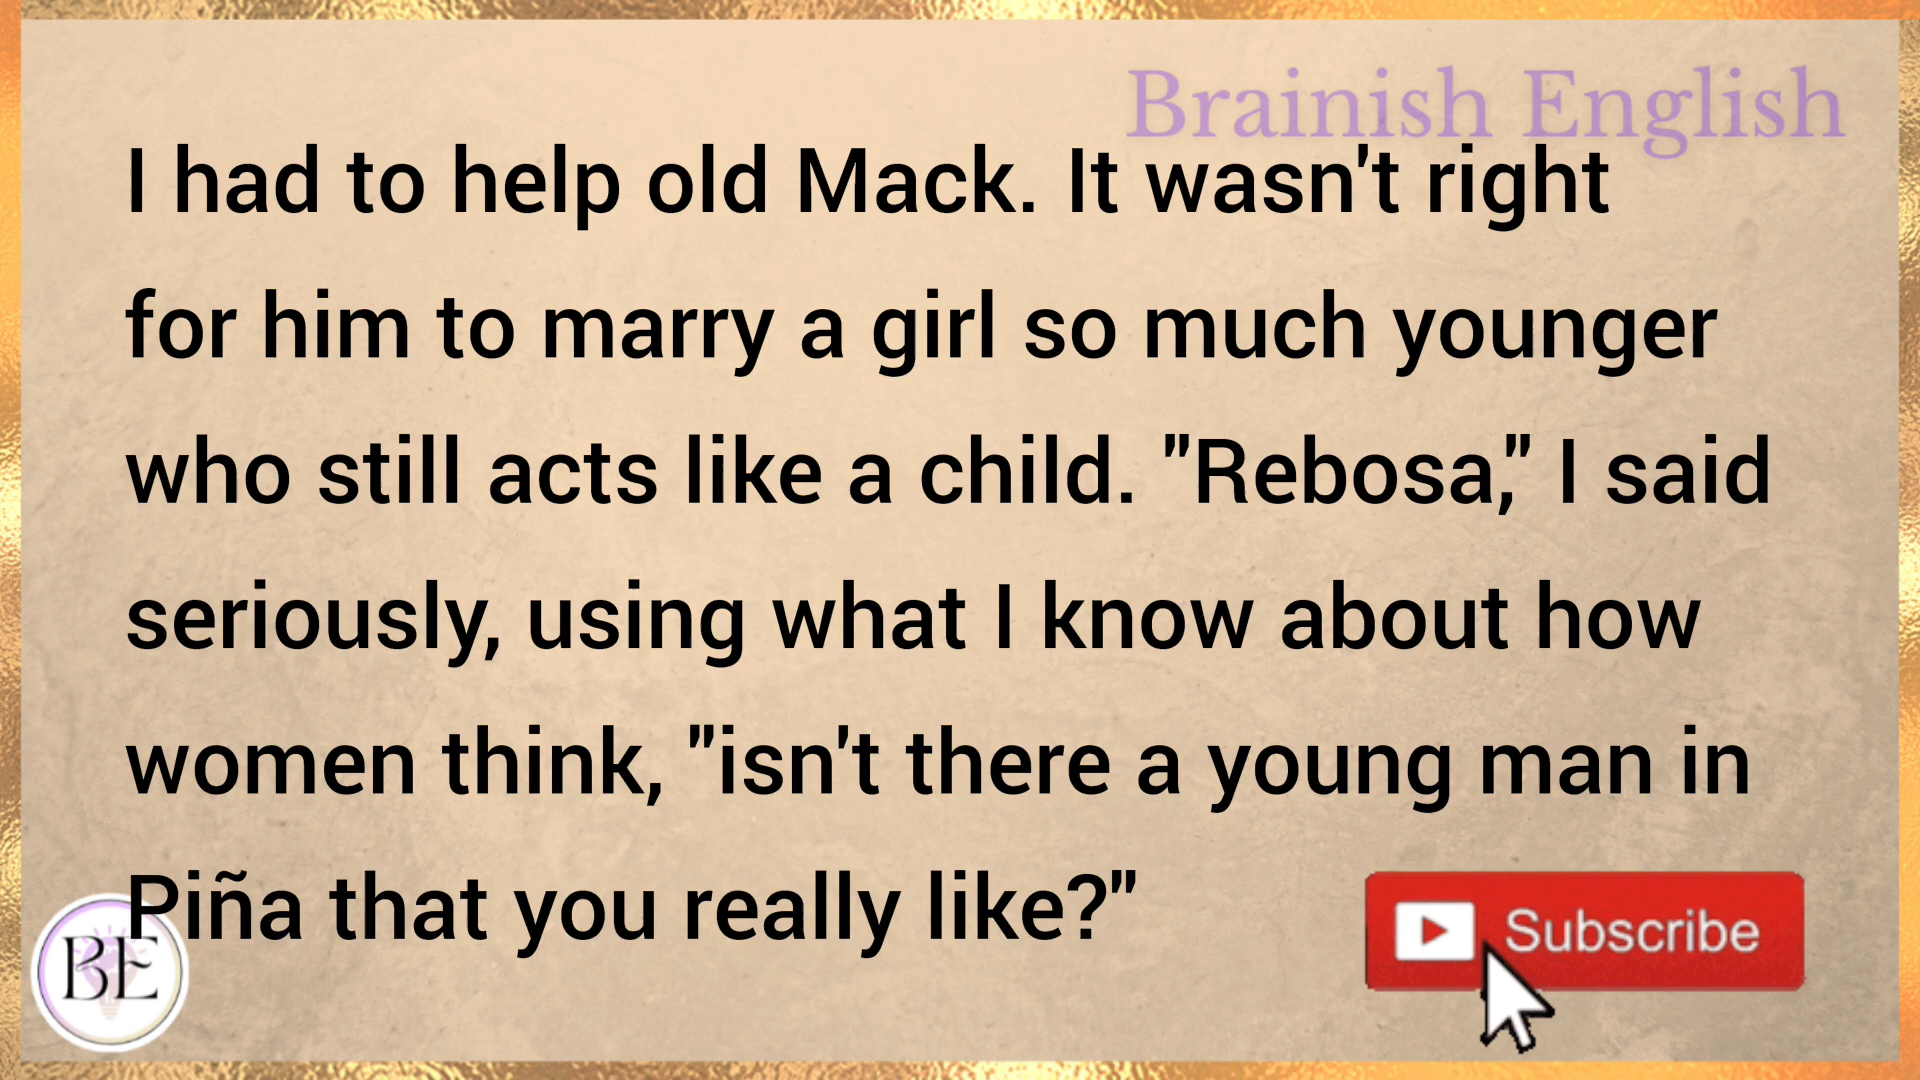 Brainish English
I had to help old Mack. It wasn't right
for him to marry a girl so much younger
who still acts like a child. "Rebosa," I said
seriously, using what I know about how
women think, "isn't there a young man in
Piña that you really like?"
BE
Subscribe